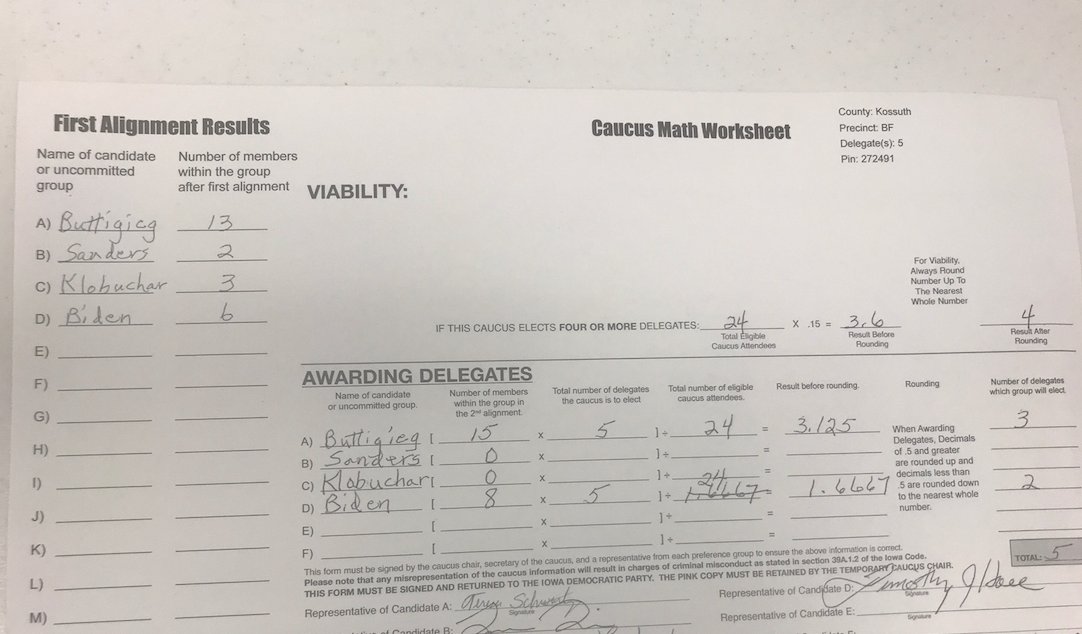 First Alignment Results
Caucus Math Worksheet
County: Kossuth
Precinct: BF
Delegate(s): 5
Pin: 272491
Name of candidate or uncommitted group
Number of members within the group after first alignment
VIABILITY:
A) Buttigieg 13
B) Sanders 2
C) Klobuchar 3
D) Biden 6
E)
F)
G)
H)
I)
J)
K)
L)
M)
For Viability, Always Round Number Up To The Nearest Whole Number
IF THIS CAUCUS ELECTS FOUR OR MORE DELEGATES: 24 X .15 = 3.6 4
Total Eligible Caucus Attendees
Result Before Rounding
Result After Rounding
AWARDING DELEGATES
Name of candidate or uncommitted group.
Number of members within the group in the 2nd alignment.
Total number of delegates the caucus is to elect
Total number of eligible caucus attendees.
Result before rounding.
Rounding
Number of delegates which group will elect.
A) Buttigieg [ 15 x 5 ] ÷ 24 = 3.125 3
B) Sanders [ 0 x ] ÷ =
C) Klobuchar [ 0 x ] ÷ =
D) Biden [ 8 x 5 ] ÷ 24 1.6667 = 1.6667 2
E) [ x ] ÷ =
F) [ x ] ÷ =
When Awarding Delegates, Decimals of .5 and greater are rounded up and decimals less than .5 are rounded down to the nearest whole number.
TOTAL: 5
This form must be signed by the caucus chair, secretary of the caucus, and a representative from each preference group to ensure the above information is correct.
Please note that any misrepresentation of the caucus information will result in charges of criminal misconduct as stated in section 39A.1.2 of the Iowa Code.
THIS FORM MUST BE SIGNED AND RETURNED TO THE IOWA DEMOCRATIC PARTY. THE PINK COPY MUST BE RETAINED BY THE TEMPORARY CAUCUS CHAIR.
Representative of Candidate A:
Signature
Representative of Candidate D: Timothy J
Signature
Representative of Candidate B:
Representative of Candidate E:
Signature